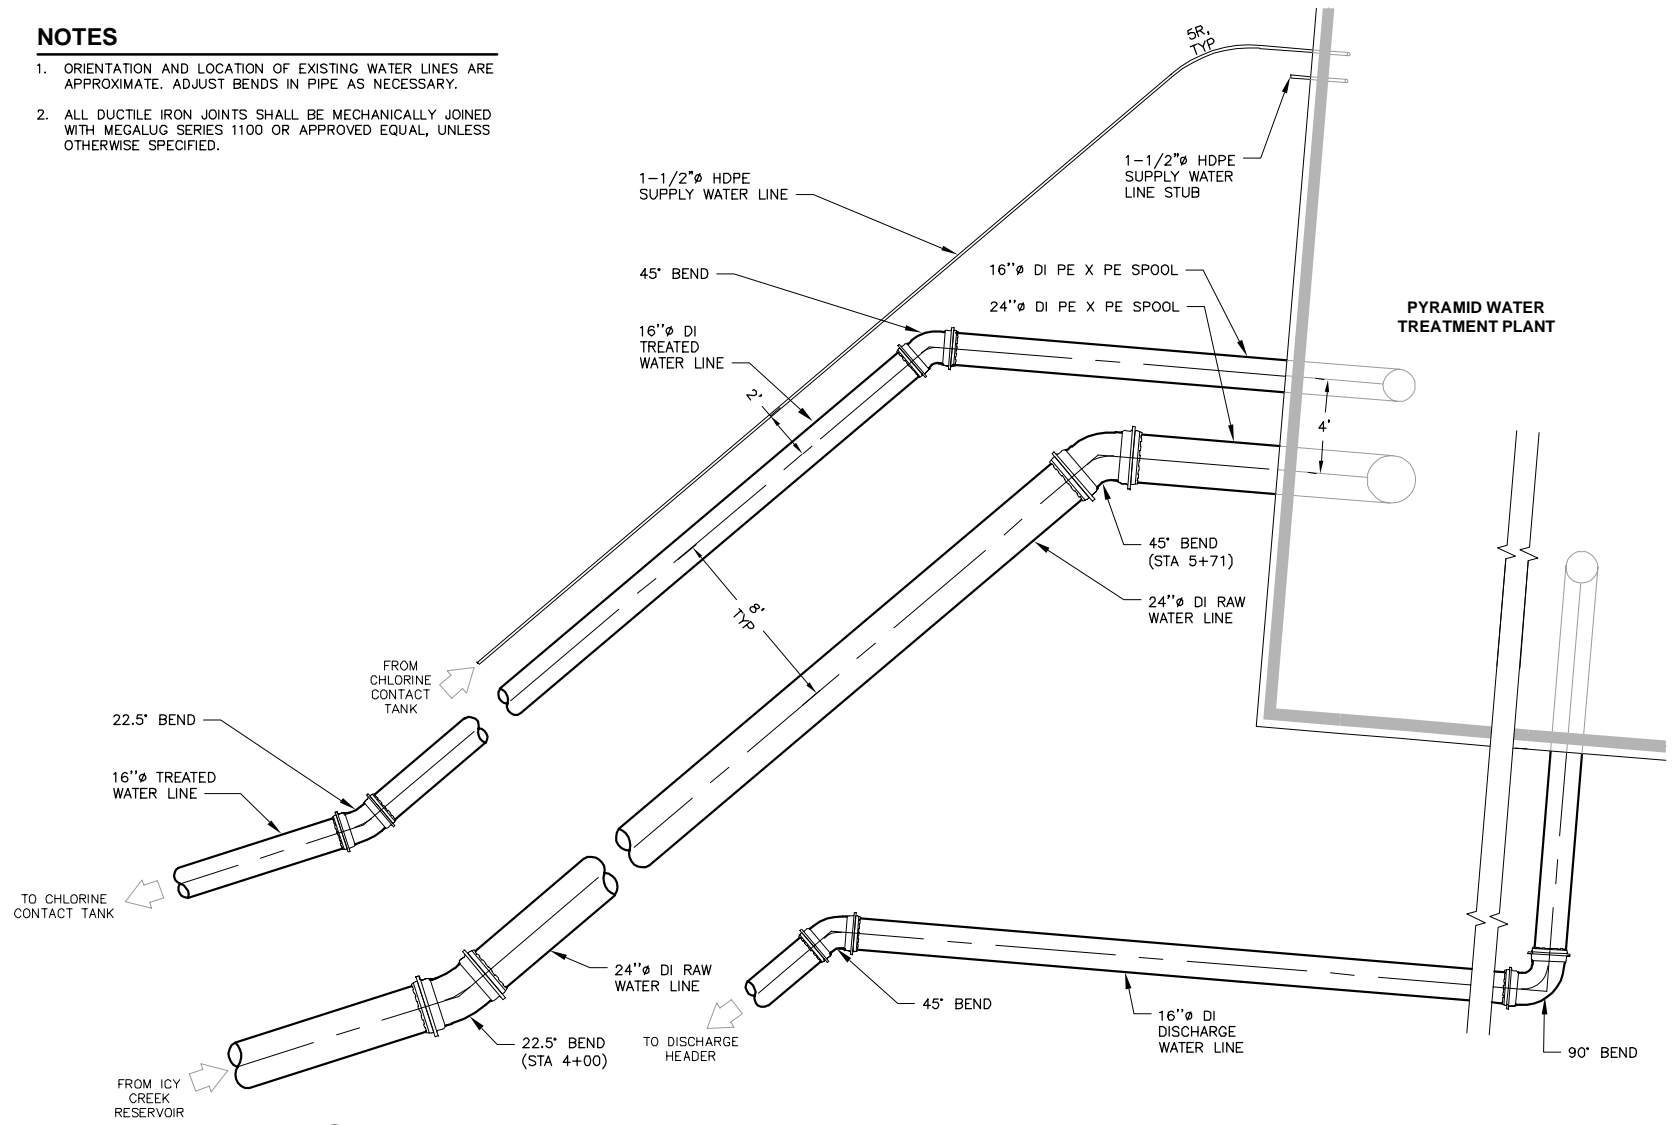 NOTES
1. ORIENTATION AND LOCATION OF EXISTING WATER LINES ARE
APPROXIMATE. ADJUST BENDS IN PIPE AS NECESSARY.
2. ALL DUCTILE IRON JOINTS SHALL BE MECHANICALLY JOINED
WITH MEGALUG SERIES 1100 OR APPROVED EQUAL, UNLESS
OTHERWISE SPECIFIED.
5R,
TYP
1-1/2"ø HDPE
SUPPLY WATER
LINE STUB
1-1/2"ø HDPE
SUPPLY WATER LINE
45° BEND
16''ø DI PE X PE SPOOL
24''ø DI PE X PE SPOOL
PYRAMID WATER
TREATMENT PLANT
16''ø DI
TREATED
WATER LINE
2'
4'
45° BEND
(STA 5+71)
24''ø DI RAW
WATER LINE
8'
TYP
FROM
CHLORINE
CONTACT
TANK
22.5° BEND
16''ø TREATED
WATER LINE
TO CHLORINE
CONTACT TANK
24''ø DI RAW
WATER LINE
22.5° BEND
(STA 4+00)
FROM ICY
CREEK
RESERVOIR
TO DISCHARGE
HEADER
45° BEND
16''ø DI
DISCHARGE
WATER LINE
90° BEND